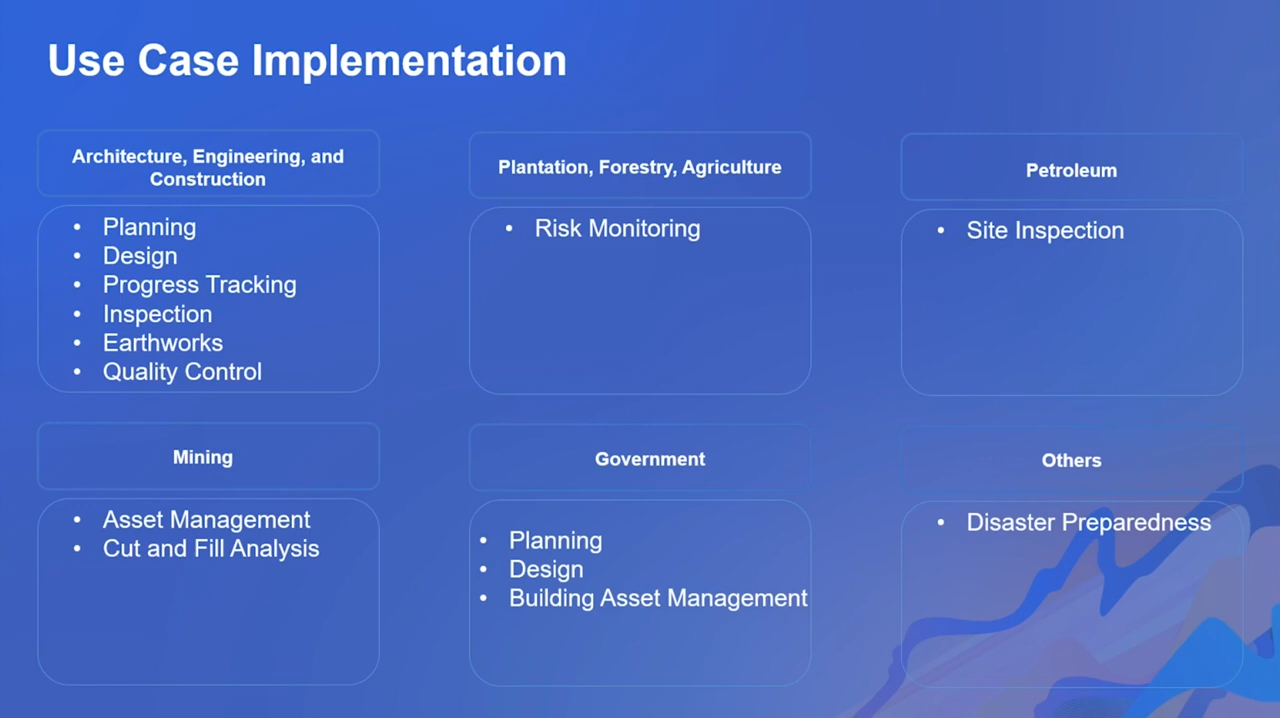 Use Case Implementation
Architecture, Engineering, and
Construction
• Planning
• Design
• Progress Tracking
• Inspection
• Earthworks
• Quality Control
Plantation, Forestry, Agriculture
• Risk Monitoring
Petroleum
• Site Inspection
Mining
• Asset Management
• Cut and Fill Analysis
Government
• Planning
• Design
• Building Asset Management
Others
• Disaster Preparedness